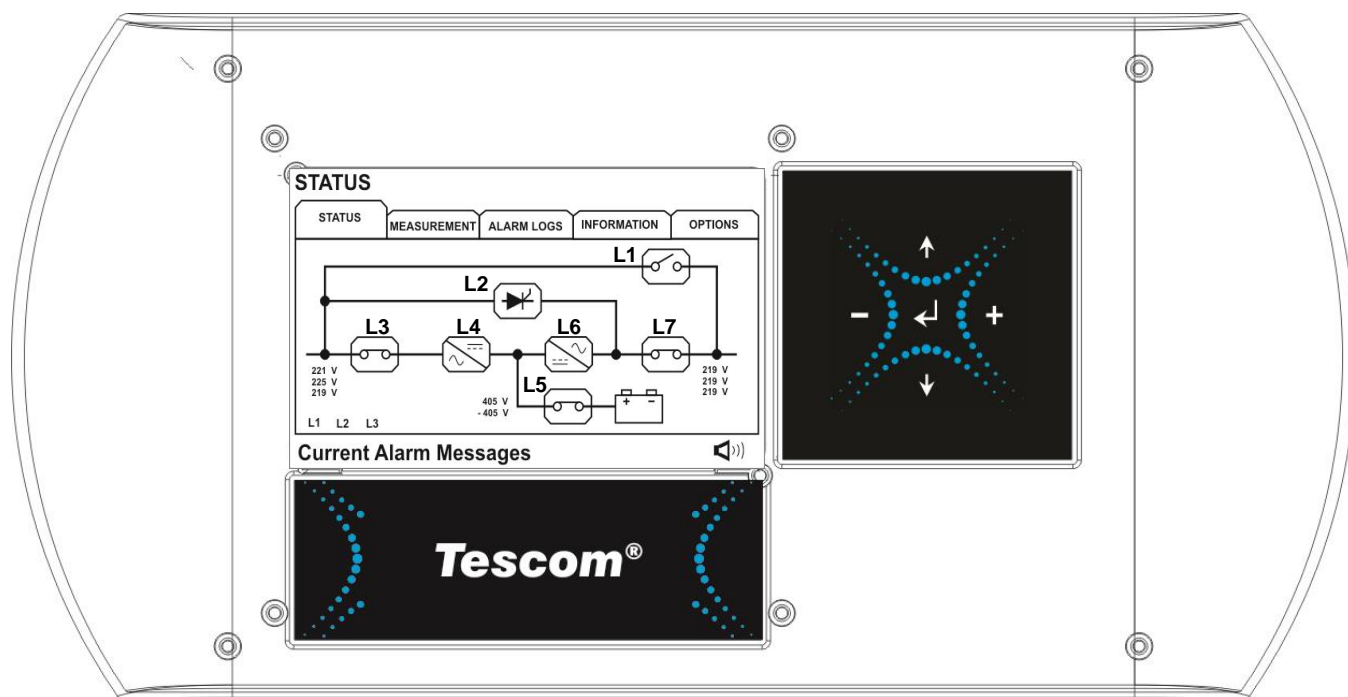 STATUS
STATUS MEASUREMENT ALARM LOGS INFORMATION OPTIONS
L1
L2
L3 L4 L6 L7
221 V
225 V
219 V
219 V
219 V
219 V
L5
405 V
- 405 V
+ −
L1 L2 L3
Current Alarm Messages
− +
Tescom®